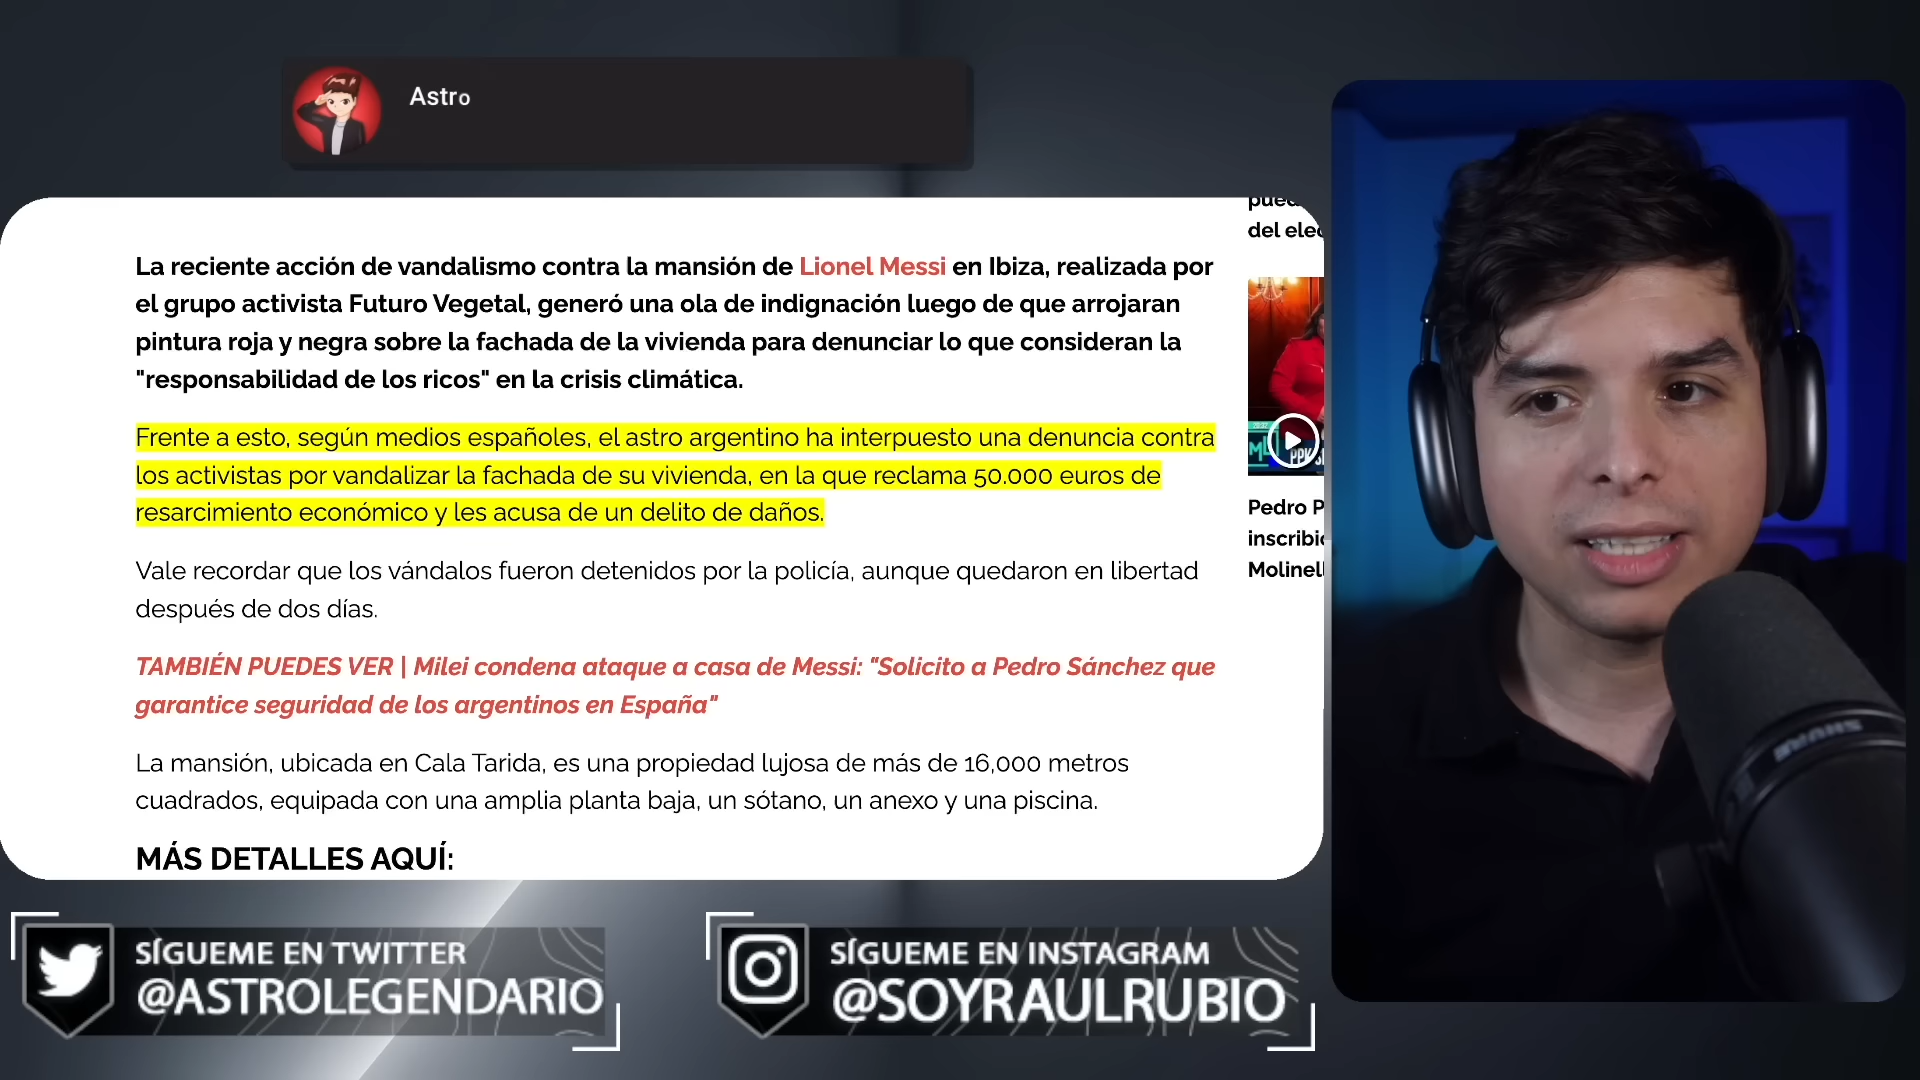 Astro
La reciente acción de vandalismo contra la mansión de Lionel Messi en Ibiza, realizada por
el grupo activista Futuro Vegetal, generó una ola de indignación luego de que arrojaran
pintura roja y negra sobre la fachada de la vivienda para denunciar lo que consideran la
"responsabilidad de los ricos" en la crisis climática.
Frente a esto, según medios españoles, el astro argentino ha interpuesto una denuncia contra
los activistas por vandalizar la fachada de su vivienda, en la que reclama 50.000 euros de
resarcimiento económico y les acusa de un delito de daños.
Vale recordar que los vándalos fueron detenidos por la policía, aunque quedaron en libertad
después de dos días.
TAMBIÉN PUEDES VER | Milei condena ataque a casa de Messi: "Solicito a Pedro Sánchez que
garantice seguridad de los argentinos en España"
La mansión, ubicada en Cala Tarida, es una propiedad lujosa de más de 16,000 metros
cuadrados, equipada con una amplia planta baja, un sótano, un anexo y una piscina.
MÁS DETALLES AQUÍ:
del
Pedro P
SÍGUEME EN TWITTER
@ASTROLEGENDARIO
SÍGUEME EN INSTAGRAM
@SOYRAULRUBIO
SHURE